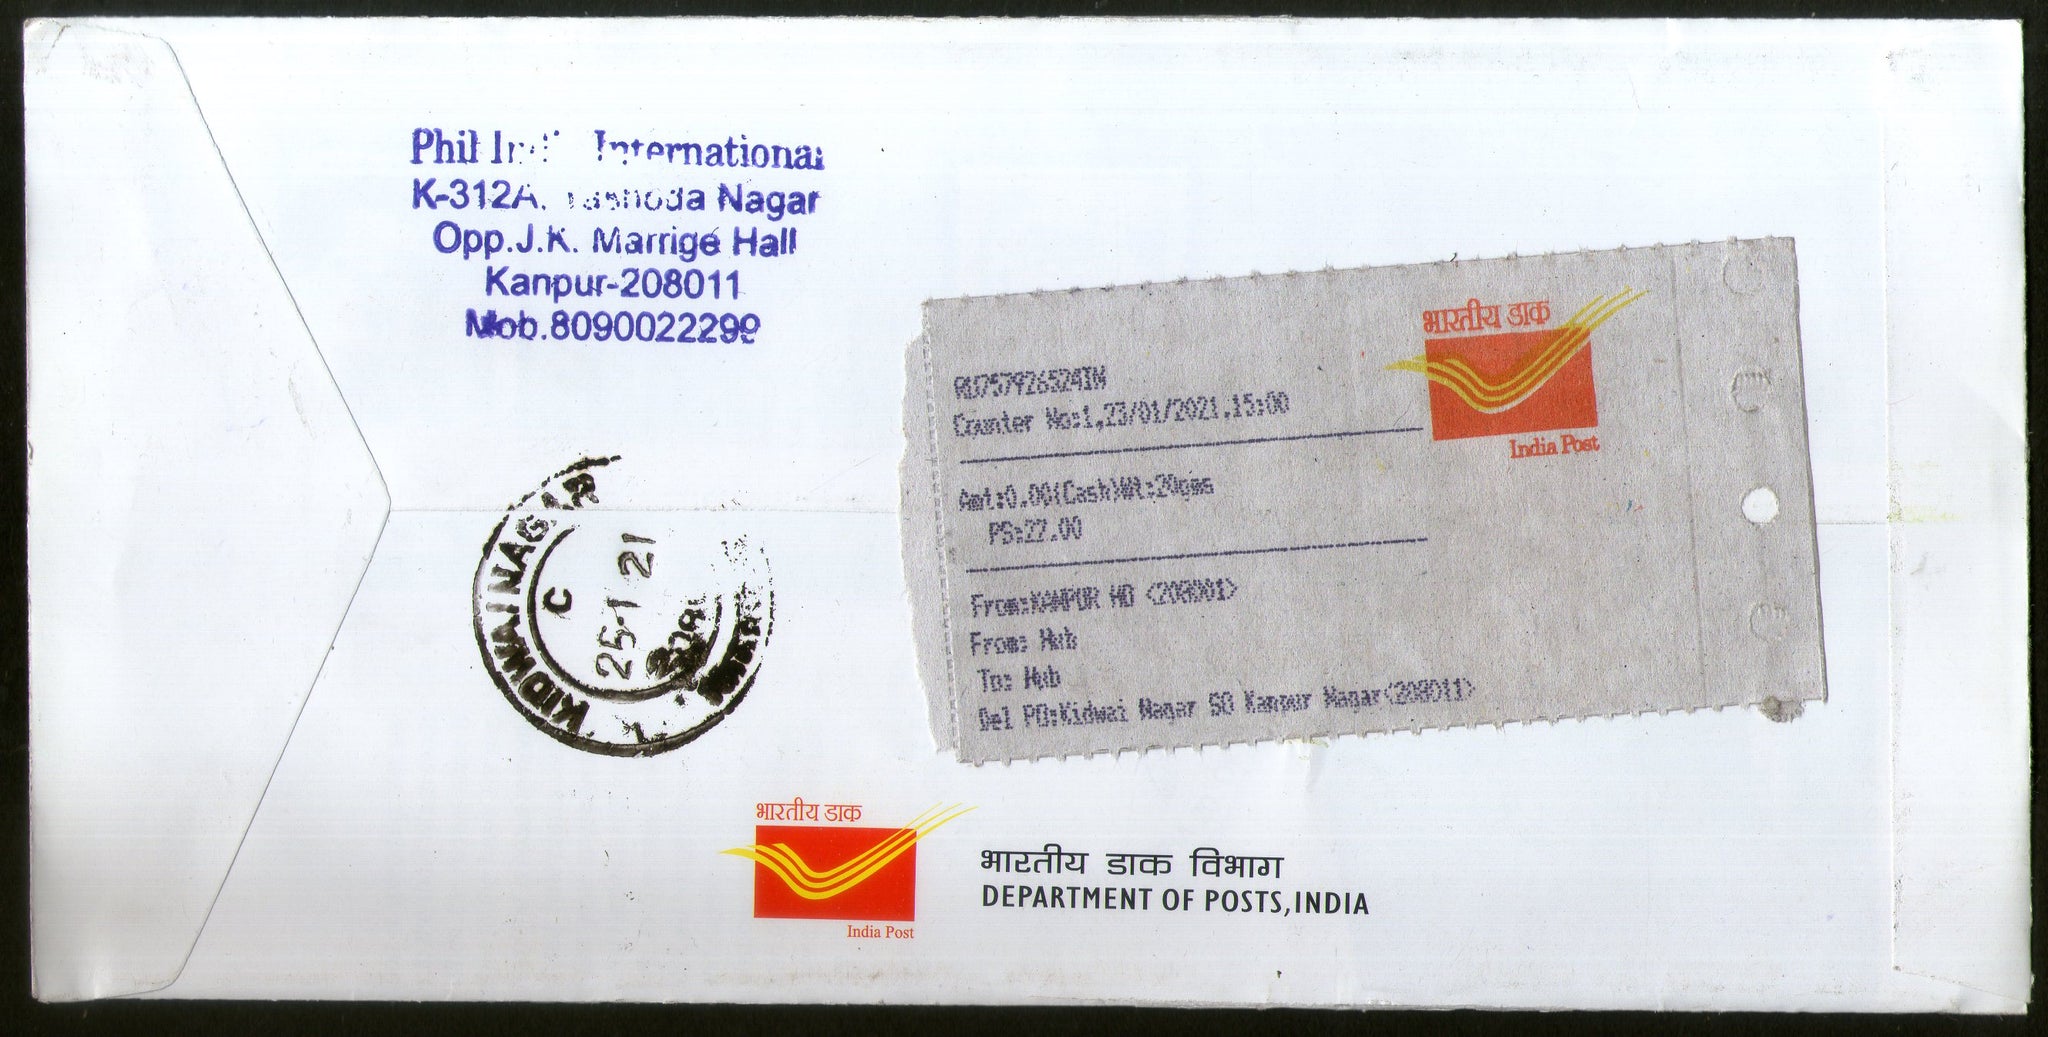 Phil International
K-312A, Nagar
Opp.J.K. Marrige Hall
Kanpur-208011
Mob.8090022299
भारतीय डाक
India Post
RU757926524IN
Counter No:1,23/01/2021,15:00
Amt:0.00(Cash)Wt:20gms
PS:22.00
From:KANPUR HO <208001>
From: Hub
To: Hub
Del PO:Kidwai Nagar SO Kanpur Nagar<208011>
KIDWAI NAGAR
C
25-1 21
भारतीय डाक
India Post
भारतीय डाक विभाग
DEPARTMENT OF POSTS,INDIA